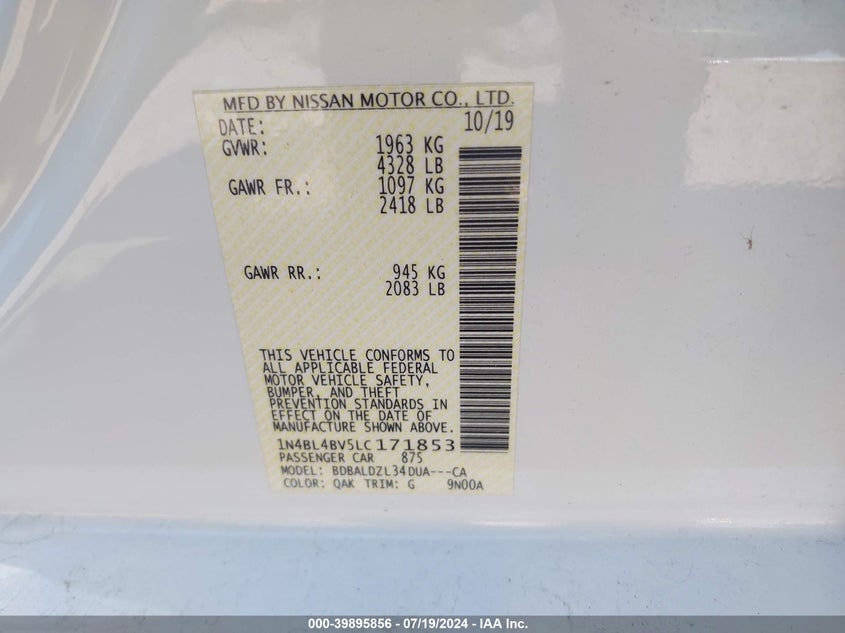 MFD BY NISSAN MOTOR CO., LTD.
DATE: 10/19
GVWR: 1963 KG
4328 LB
GAWR FR.: 1097 KG
2418 LB
GAWR RR.: 945 KG
2083 LB
THIS VEHICLE CONFORMS TO
ALL APPLICABLE FEDERAL
MOTOR VEHICLE SAFETY,
BUMPER, AND THEFT
PREVENTION STANDARDS IN
EFFECT ON THE DATE OF
MANUFACTURE SHOWN ABOVE.
1N4BL4BV5LC171853
PASSENGER CAR 875
MODEL: BDBALDZL34DUA---CA
COLOR: QAK TRIM: G 9N00A
000-39895856 - 07/19/2024 - IAA Inc.